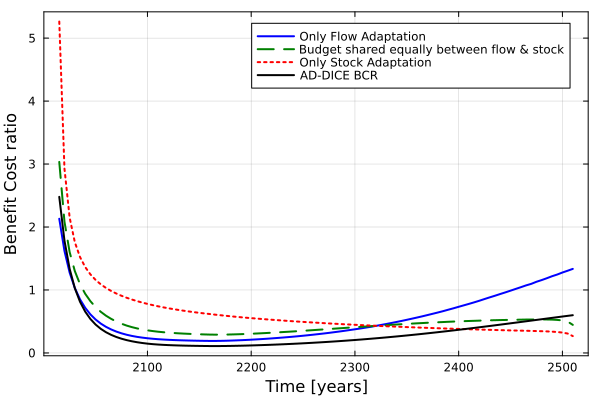 Only Flow Adaptation
Budget shared equally between flow & stock
Only Stock Adaptation
AD-DICE BCR
Benefit Cost ratio
5
4
3
2
1
0
2100
2200
2300
2400
2500
Time [years]